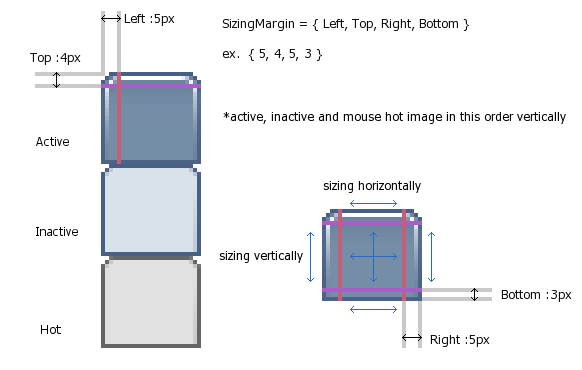 Left :5px
SizingMargin = { Left, Top, Right, Bottom }
Top :4px
ex. { 5, 4, 5, 3 }
*active, inactive and mouse hot image in this order vertically
Active
sizing horizontally
Inactive
sizing vertically
Bottom :3px
Hot
Right :5px